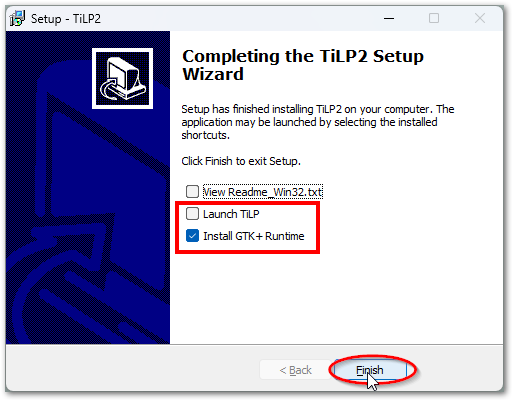 Setup - TiLP2
Completing the TiLP2 Setup
Wizard
Setup has finished installing TiLP2 on your computer. The
application may be launched by selecting the installed
shortcuts.
Click Finish to exit Setup.
View Readme_Win32.txt
Launch TiLP
Install GTK+ Runtime
< Back
Finish